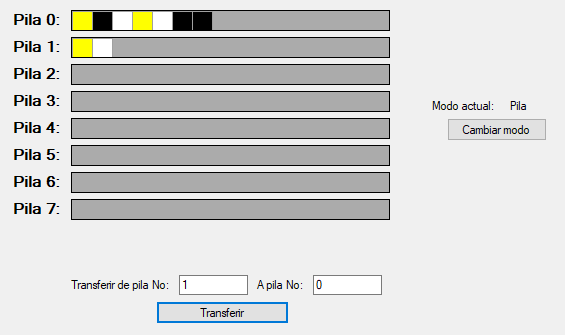 Pila 0:
Pila 1:
Pila 2:
Pila 3:
Modo actual: Pila
Pila 4:
Cambiar modo
Pila 5:
Pila 6:
Pila 7:
Transferir de pila No: 1 A pila No: 0
Transferir